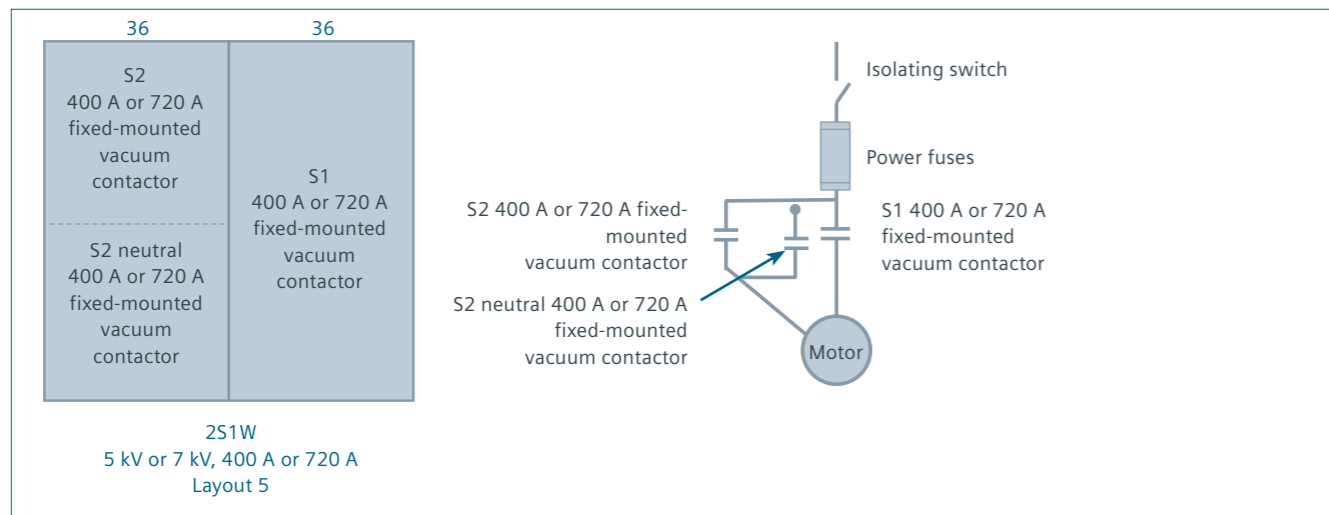 36
36
S2
400 A or 720 A
fixed-mounted
vacuum
contactor
S2 neutral
400 A or 720 A
fixed-mounted
vacuum
contactor
S1
400 A or 720 A
fixed-mounted
vacuum
contactor
2S1W
5 kV or 7 kV, 400 A or 720 A
Layout 5
Isolating switch
Power fuses
S2 400 A or 720 A fixed-
mounted
vacuum contactor
S1 400 A or 720 A
fixed-mounted
vacuum contactor
S2 neutral 400 A or 720 A
fixed-mounted
vacuum contactor
Motor